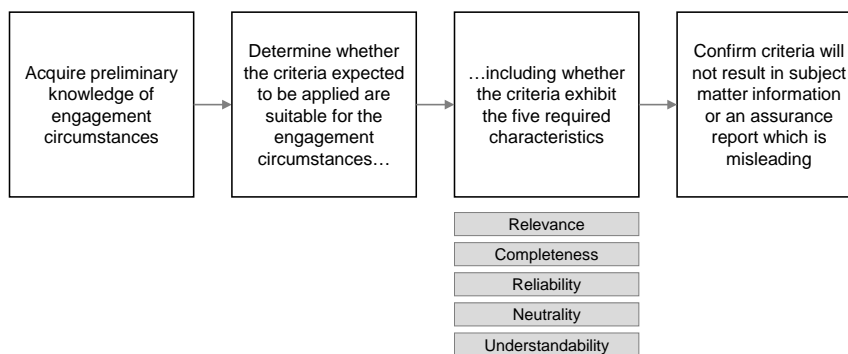 Acquire preliminary
knowledge of
engagement
circumstances
Determine whether
the criteria expected
to be applied are
suitable for the
engagement
circumstances…
…including whether
the criteria exhibit
the five required
characteristics
Confirm criteria will
not result in subject
matter information
or an assurance
report which is
misleading
Relevance
Completeness
Reliability
Neutrality
Understandability